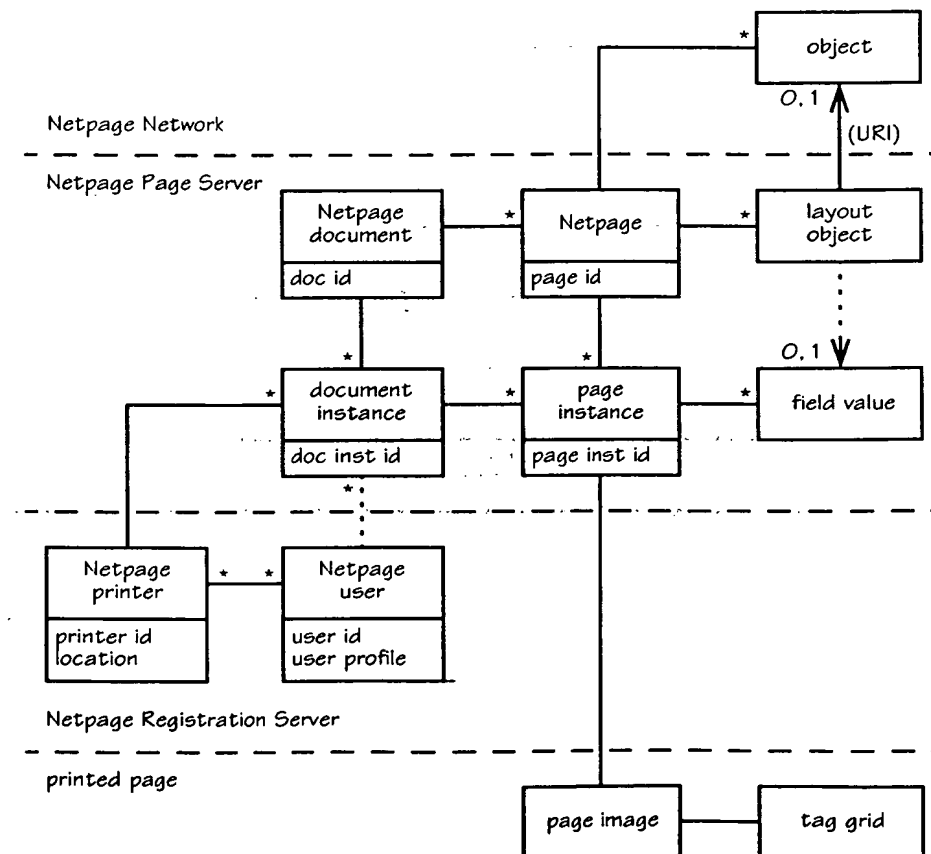 *
object
0, 1
Netpage Network
(URI)
Netpage Page Server
Netpage
document
*
Netpage
*
layout
object
doc id
page id
*
*
0, 1
*
document
instance
*
page
instance
*
field value
doc inst id
page inst id
*
Netpage
printer
*
*
Netpage
user
printer id
location
user id
user profile
Netpage Registration Server
printed page
page image
tag grid